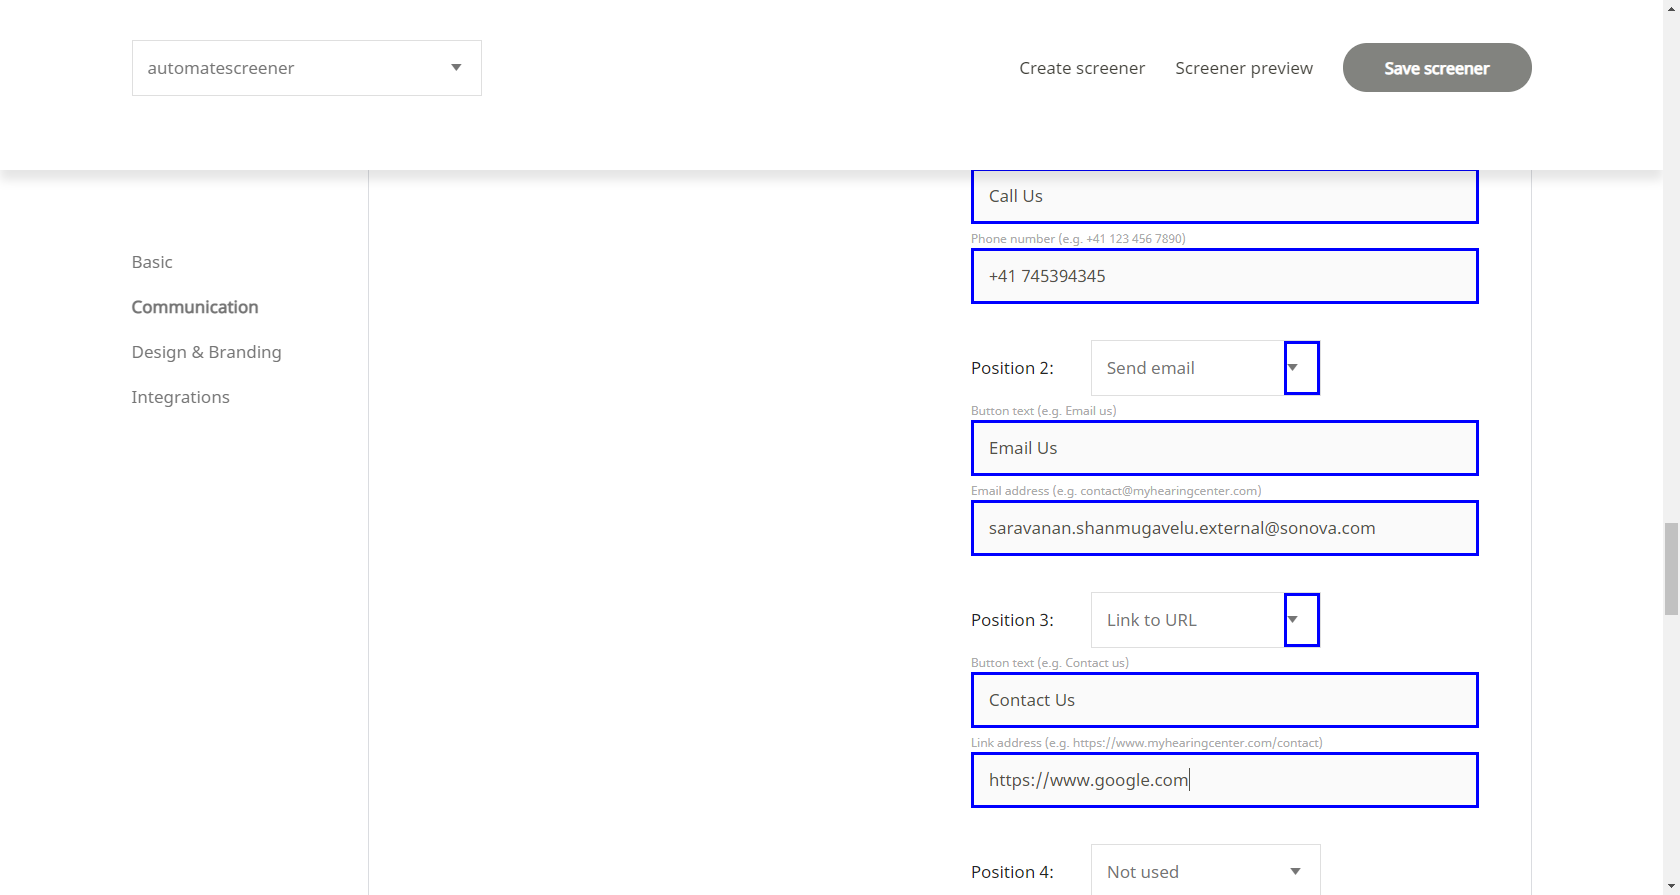 automatescreener
Create screener
Screener preview
Save screener
Basic
Communication
Design & Branding
Integrations
Call Us
Phone number (e.g. +41 123 456 7890)
+41 745394345
Position 2:
Send email
Button text (e.g. Email us)
Email Us
Email address (e.g. contact@myhearingcenter.com)
saravanan.shanmugavelu.external@sonova.com
Position 3:
Link to URL
Button text (e.g. Contact us)
Contact Us
Link address (e.g. https://www.myhearingcenter.com/contact)
https://www.google.com
Position 4:
Not used